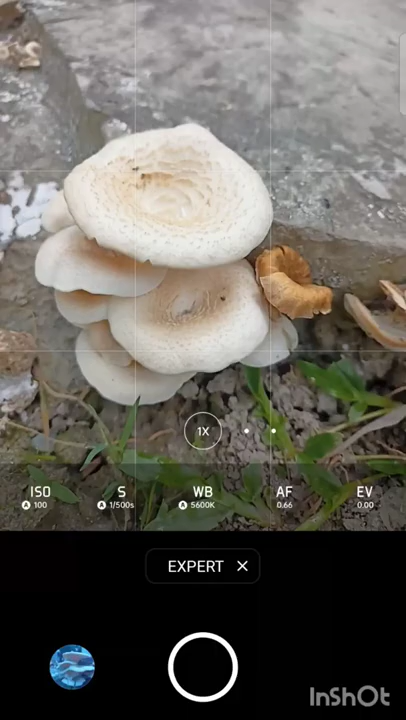 1X
ISO S WB AF EV
A 100 A 1/500s A 5600K 0.66 0.00
EXPERT ×
InShOt